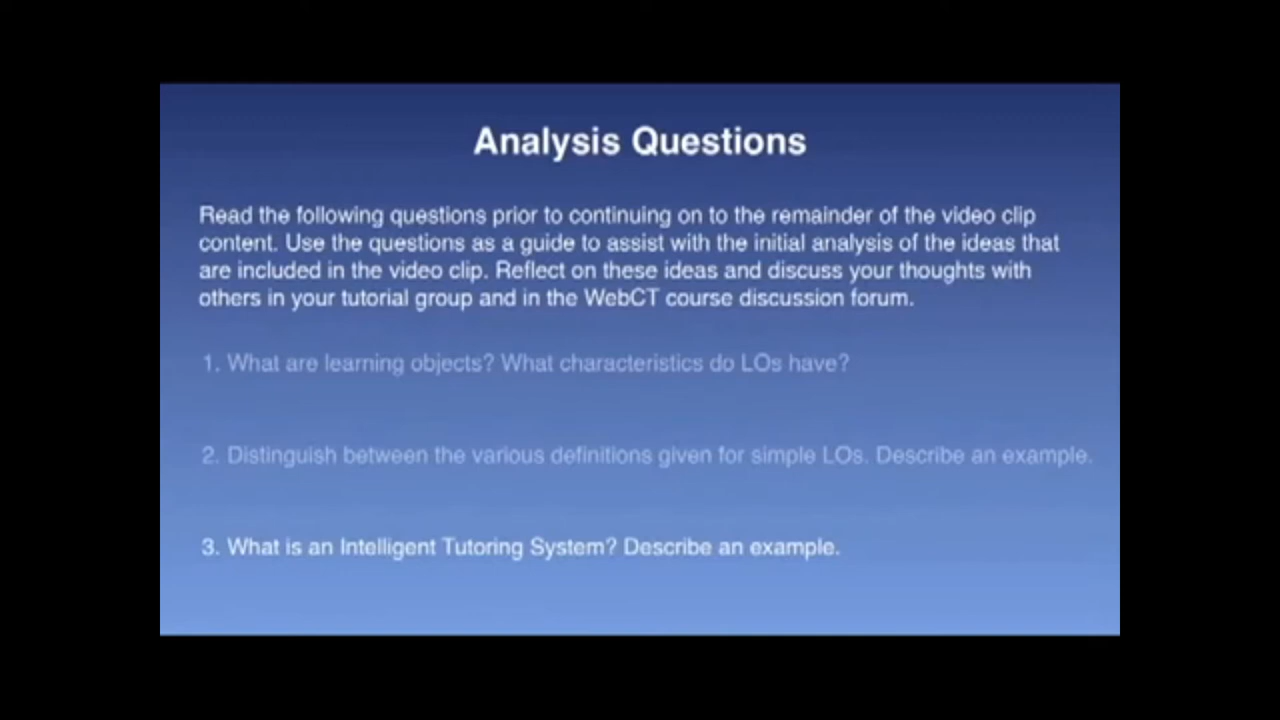 Analysis Questions
Read the following questions prior to continuing on to the remainder of the video clip
content. Use the questions as a guide to assist with the initial analysis of the ideas that
are included in the video clip. Reflect on these ideas and discuss your thoughts with
others in your tutorial group and in the WebCT course discussion forum.
1. What are learning objects? What characteristics do LOs have?
2. Distinguish between the various definitions given for simple LOs. Describe an example.
3. What is an Intelligent Tutoring System? Describe an example.